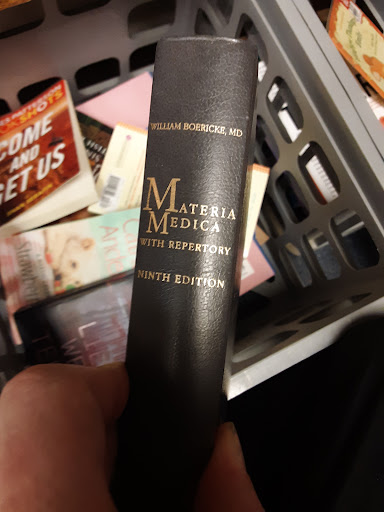 WILLIAM BOERICKE, MD
MATERIA
MEDICA
WITH REPERTORY
NINTH EDITION
COME
AND
GET US